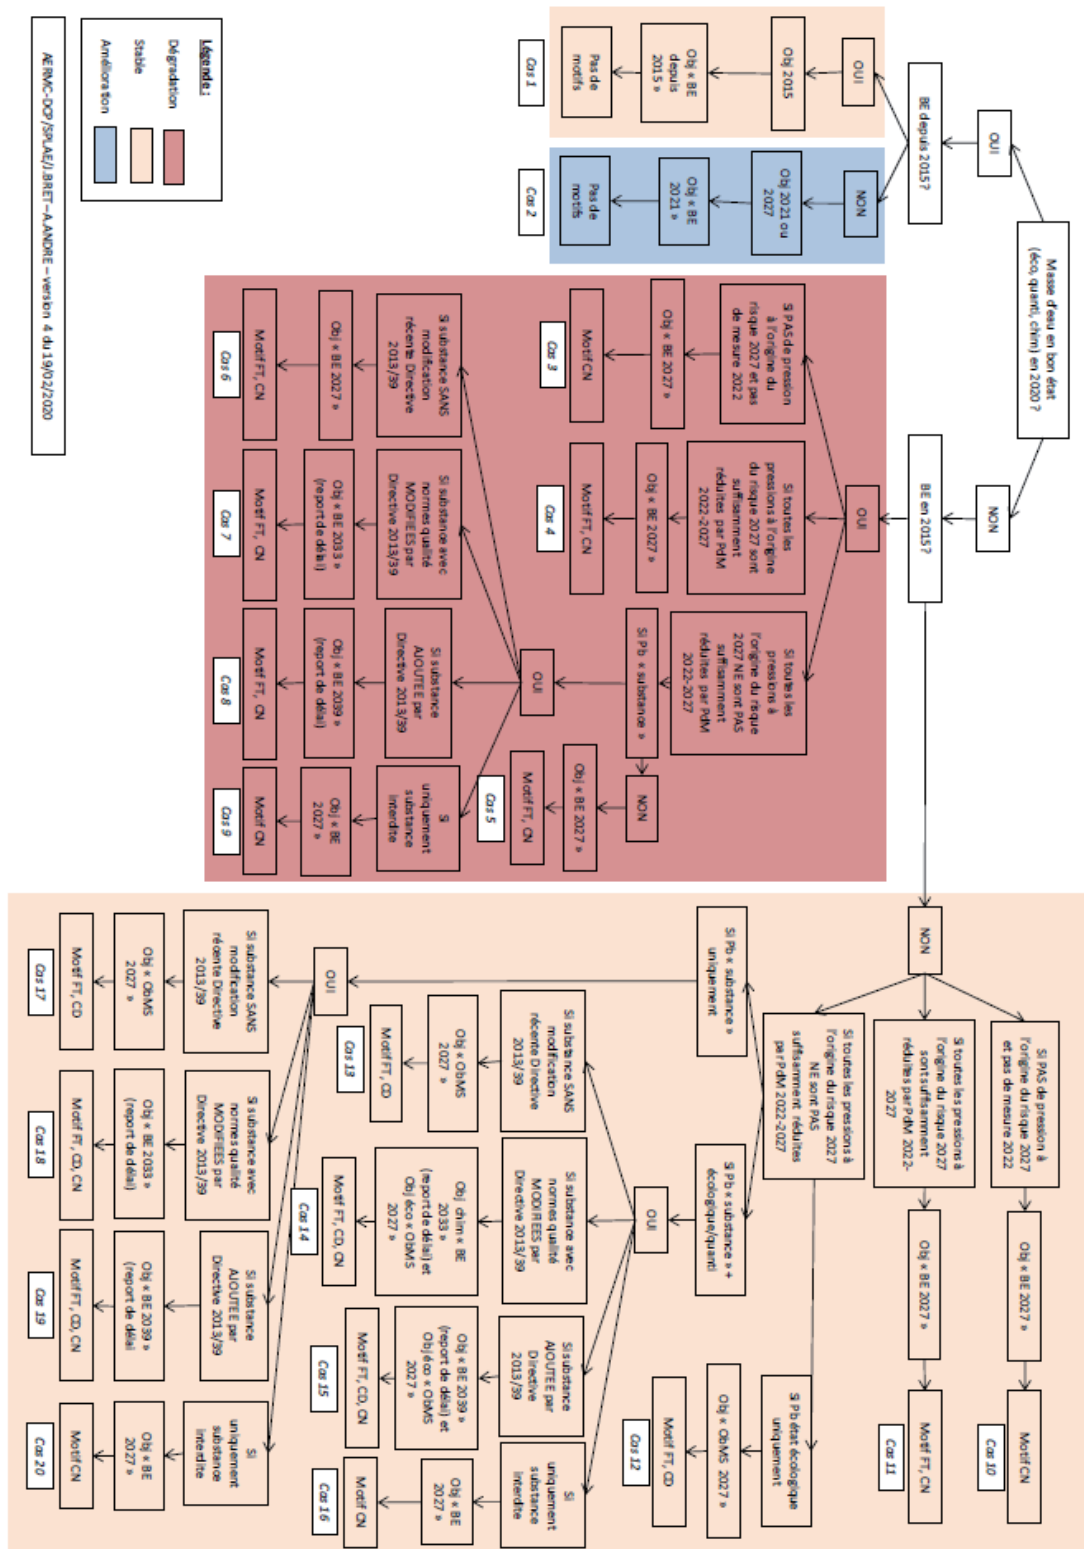 Masse d'eau en bon état
(éco, quanti, chim) en 2020 ?
OUI
BE depuis 2015?
OUI
Obj 2015
Obj « BE
depuis
2015 »
Pas de
motifs
Cas 1
NON
Obj 2021 ou
2027
Obj « BE
2021 »
Pas de
motifs
Cas 2
NON
BE en 2015?
OUI
Si PAS de pression
à l'origine du
risque 2027 et pas
de mesure 2022
Obj « BE 2027 »
Motif CN
Cas 3
Si toutes les
pressions à l'origine
du risque 2027 sont
suffisamment
réduites par PdM
2022-2027
Obj « BE 2027 »
Motif FT, CN
Cas 4
Si toutes les
pressions à
l'origine du risque
2027 NE sont PAS
suffisamment
réduites par PdM
2022-2027
Si Pb « substance »
NON
Obj « BE 2027 »
Motif FT, CN
Cas 5
OUI
Si substance SANS
modification
récente Directive
2013/39
Obj « BE 2027 »
Motif FT, CN
Cas 6
Si substance avec
normes qualité
MODIFIEES par
Directive 2013/39
Obj « BE 2033 »
(report de délai)
Motif FT, CN
Cas 7
Si substance
AJOUTEE par
Directive 2013/39
Obj « BE 2039 »
(report de délai)
Motif FT, CN
Cas 8
Si
uniquement
substance
interdite
Obj « BE
2027 »
Motif CN
Cas 9
NON
Si PAS de pression à
l'origine du risque 2027
et pas de mesure 2022
Obj « BE 2027 »
Motif CN
Cas 10
Si toutes les pressions à
l'origine du risque 2027
sont suffisamment
réduites par PdM 2022-
2027
Obj « BE 2027 »
Motif FT, CN
Cas 11
Si toutes les pressions à
l'origine du risque 2027
NE sont PAS
suffisamment réduites
par PdM 2022-2027
Si Pb état écologique
uniquement
Obj « ObMS 2027 »
Motif FT, CD
Cas 12
Si Pb « substance » +
écologique/quanti
OUI
Si substance SANS
modification
récente Directive
2013/39
Obj « ObMS
2027 »
Motif FT, CD
Cas 13
Si substance avec
normes qualité
MODIFIEES par
Directive 2013/39
Obj chim « BE
2033 »
(report de délai) et
Obj éco « ObMS
2027 »
Motif FT, CD, CN
Cas 14
Si substance
AJOUTEE par
Directive
2013/39
Obj « BE 2039 »
(report de délai) et
Obj éco « ObMS
2027 »
Motif FT, CD, CN
Cas 15
Si
uniquement
substance
interdite
Obj « BE
2027 »
Motif CN
Cas 16
Si Pb « substance »
uniquement
OUI
Si substance SANS
modification
récente Directive
2013/39
Obj « ObMS
2027 »
Motif FT, CD
Cas 17
Si substance avec
normes qualité
MODIFIEES par
Directive 2013/39
Obj « BE 2033 »
(report de délai)
Motif FT, CD, CN
Cas 18
Si substance
AJOUTEE par
Directive 2013/39
Obj « BE 2039 »
(report de délai
Motif FT, CD, CN
Cas 19
Si
uniquement
substance
interdite
Obj « BE
2027 »
Motif CN
Cas 20
Légende :
Dégradation
Stable
Amélioration
AERMC-DCP/SPLAE/J.BRET – A.ANDRE – version 4 du 19/02/2020